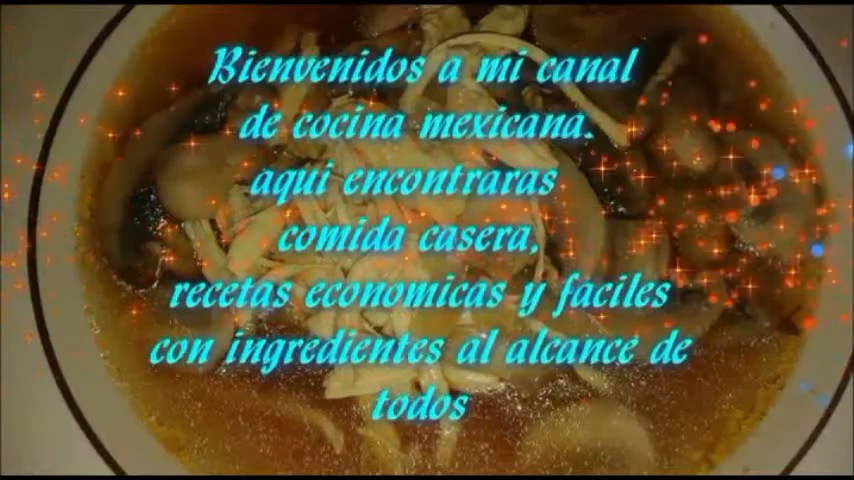 Bienvenidos a mi canal
de cocina mexicana.
aqui encontraras
comida casera,
recetas economicas y faciles
con ingredientes al alcance de
todos